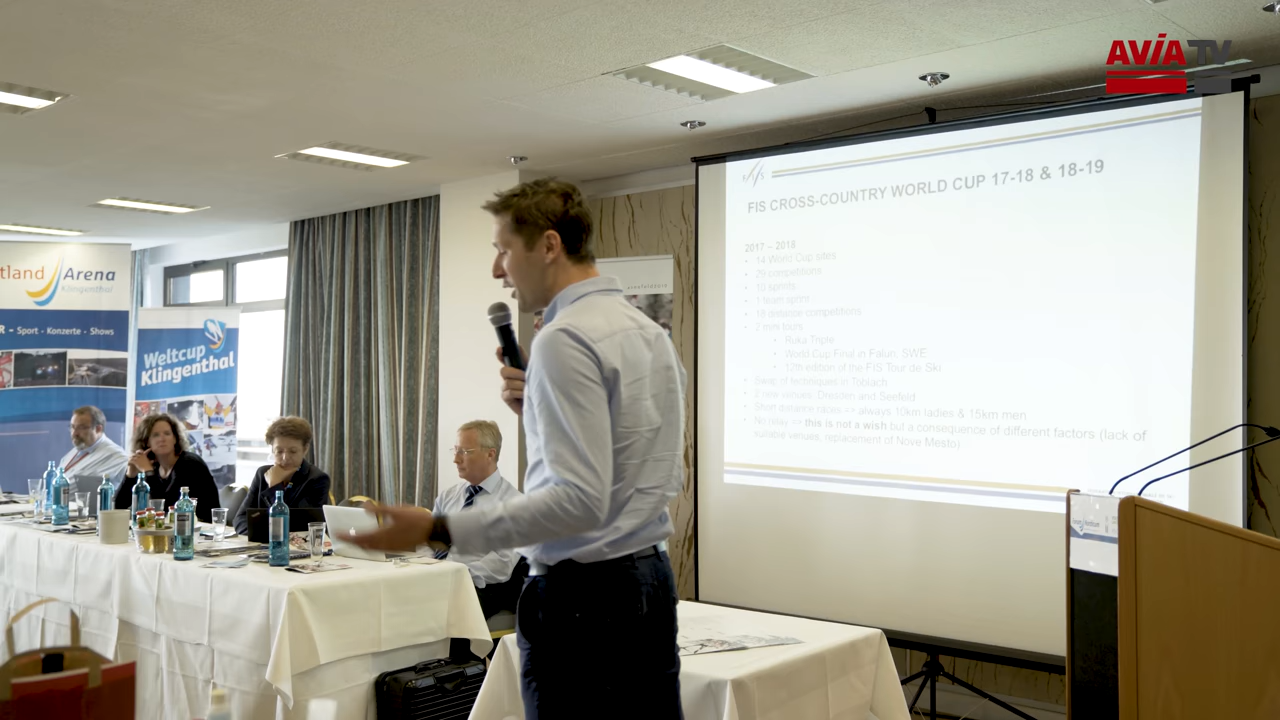 AVIA TV
FIS CROSS-COUNTRY WORLD CUP 17-18 & 18-19
2017 – 2018
• 14 World Cup sites
• 29 competitions
• 10 sprints
• 1 team sprint
• 18 distance competitions
• 2 mini tours
• Ruka Triple
• World Cup Final in Falun, SWE
• 12th edition of the FIS Tour de Ski
• Swap of techniques in Toblach
• 2 new venues: Dresden and Seefeld
• Short distance races => always 10km ladies & 15km men
• No relay => this is not a wish but a consequence of different factors (lack of
suitable venues, replacement of Nove Mesto)
tland Arena
Klingenthal
R - Sport - Konzerte - Shows
Weltcup
Klingenthal